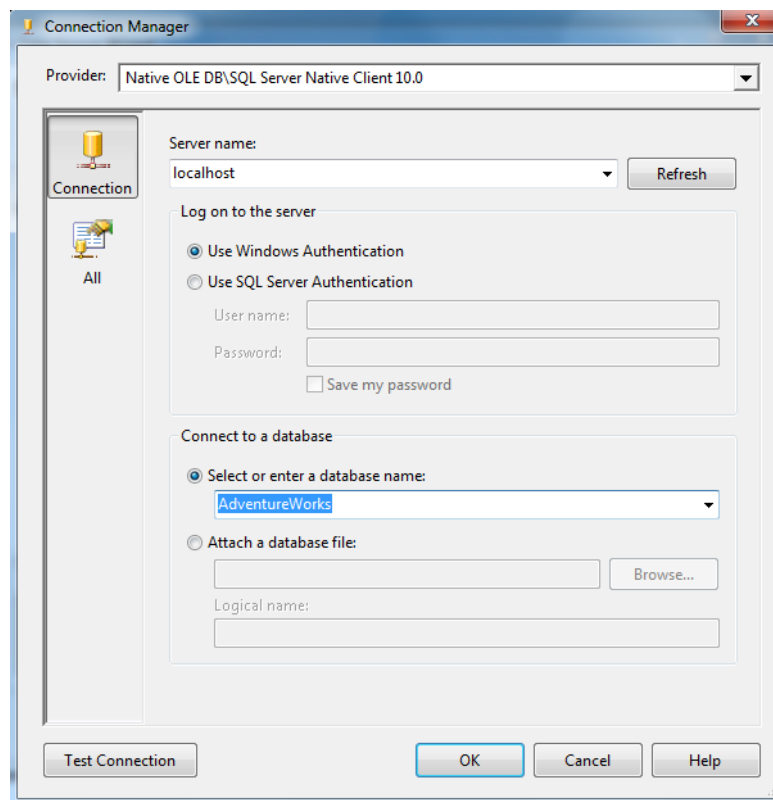 Connection Manager
Provider: Native OLE DB\SQL Server Native Client 10.0
Connection
All
Server name:
localhost
Refresh
Log on to the server
Use Windows Authentication
Use SQL Server Authentication
User name:
Password:
Save my password
Connect to a database
Select or enter a database name:
AdventureWorks
Attach a database file:
Browse...
Logical name:
Test Connection OK Cancel Help